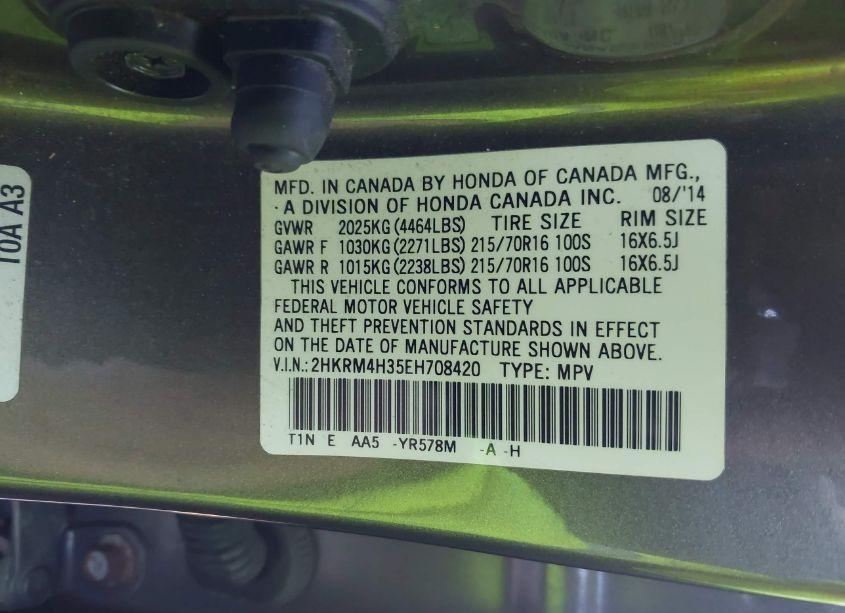 MFD. IN CANADA BY HONDA OF CANADA MFG.,
A DIVISION OF HONDA CANADA INC. 08/'14
GVWR 2025KG (4464LBS) TIRE SIZE RIM SIZE
GAWR F 1030KG (2271LBS) 215/70R16 100S 16X6.5J
GAWR R 1015KG (2238LBS) 215/70R16 100S 16X6.5J
THIS VEHICLE CONFORMS TO ALL APPLICABLE
FEDERAL MOTOR VEHICLE SAFETY
AND THEFT PREVENTION STANDARDS IN EFFECT
ON THE DATE OF MANUFACTURE SHOWN ABOVE.
V.I.N.: 2HKRM4H35EH708420 TYPE: MPV
T1N E AA5 -YR578M -A -H
T0A A3